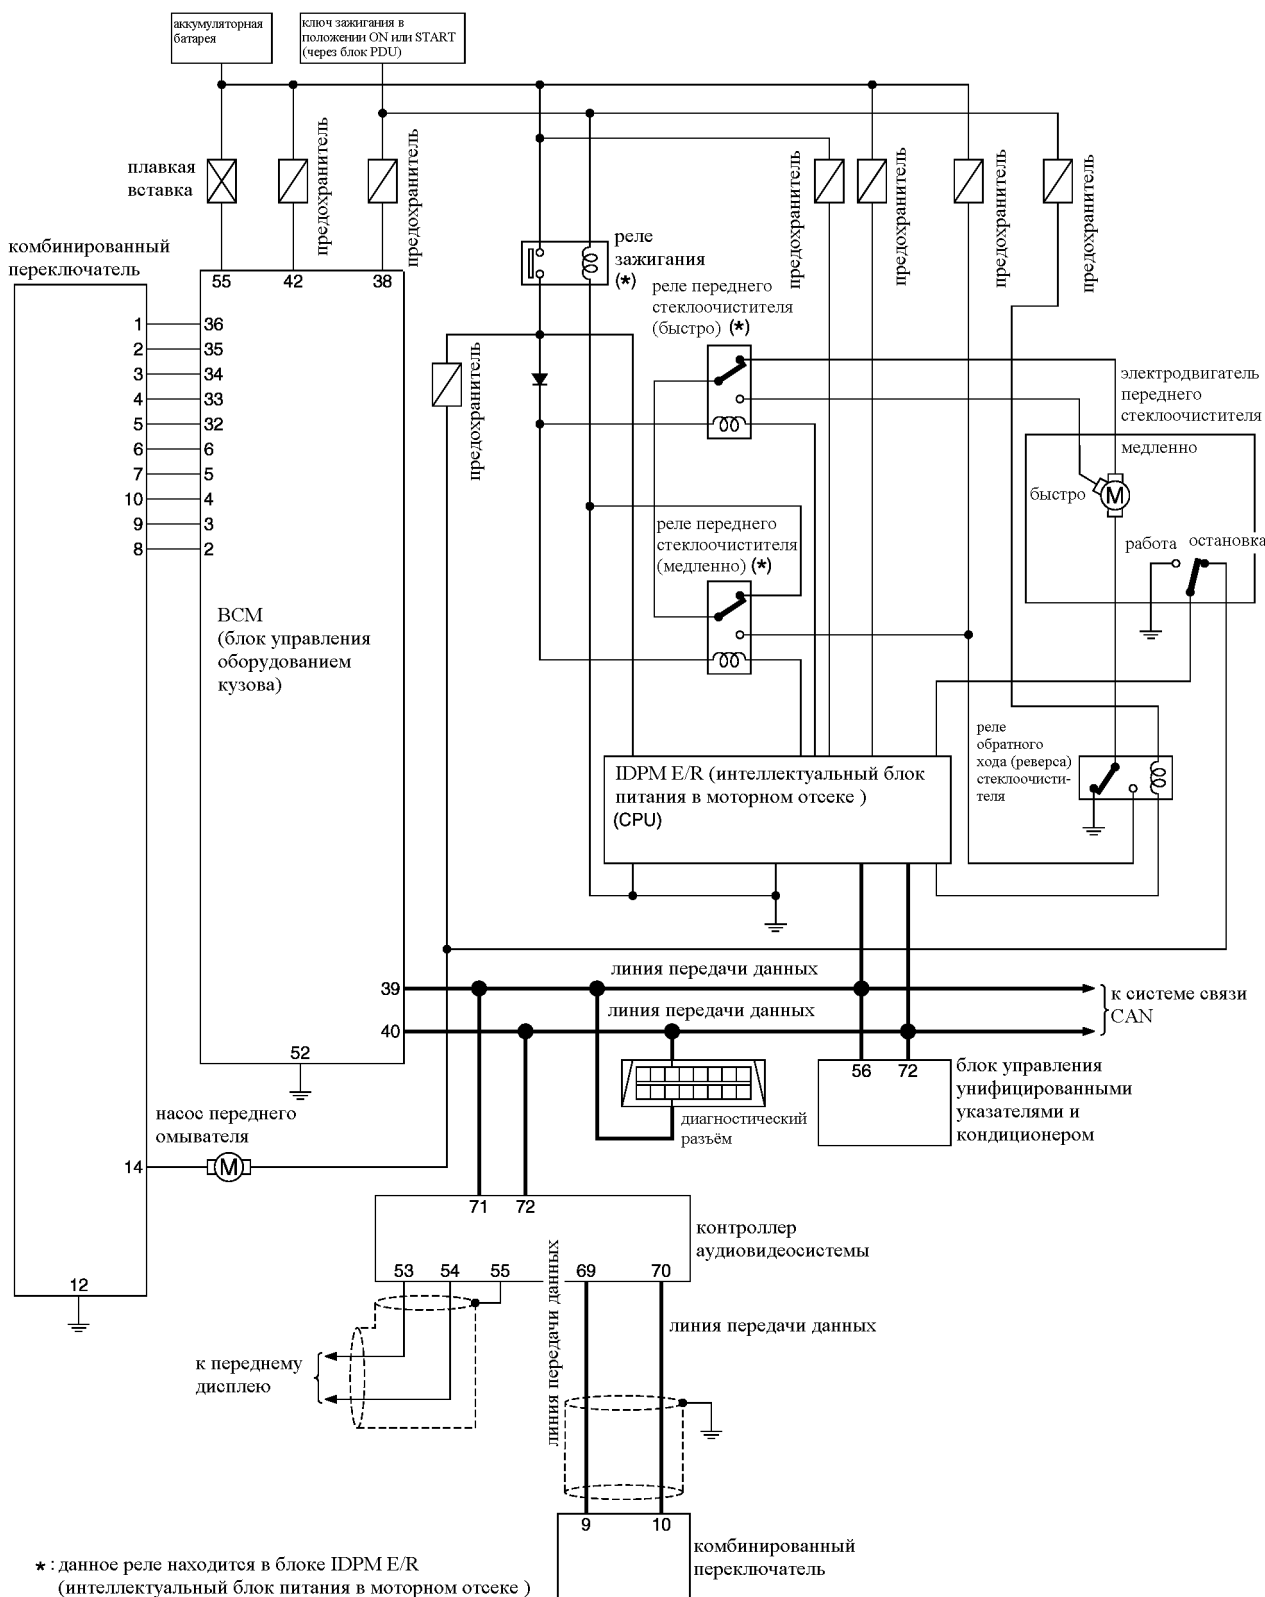 аккумуляторная
батарея
ключ зажигания в
положении ON или START
(через блок PDU)
плавкая
вставка
предохранитель
предохранитель
предохранитель
предохранитель
предохранитель
предохранитель
комбинированный
переключатель
55
42
38
реле
зажигания
(*)
реле переднего
стеклоочистителя
(быстро) (*)
предохранитель
1
36
2
35
3
34
4
33
5
32
6
6
7
5
10
4
9
3
8
2
электродвигатель
переднего
стеклоочистителя
медленно
быстро
M
работа
остановка
реле переднего
стеклоочистителя
(медленно) (*)
BCM
(блок управления
оборудованием
кузова)
реле
обратного
хода (реверса)
стеклоочисти-
теля
IDPM E/R (интеллектуальный блок
питания в моторном отсеке )
(CPU)
линия передачи данных
39
линия передачи данных
40
к системе связи
CAN
52
56
72
блок управления
унифицированными
указателями и
кондиционером
диагностический
разъём
насос переднего
омывателя
14
M
71
72
контроллер
аудиовидеосистемы
53
54
55
69
70
линия передачи данных
линия передачи данных
12
к переднему
дисплею
9
10
комбинированный
переключатель
* : данное реле находится в блоке IDPM E/R
(интеллектуальный блок питания в моторном отсеке )